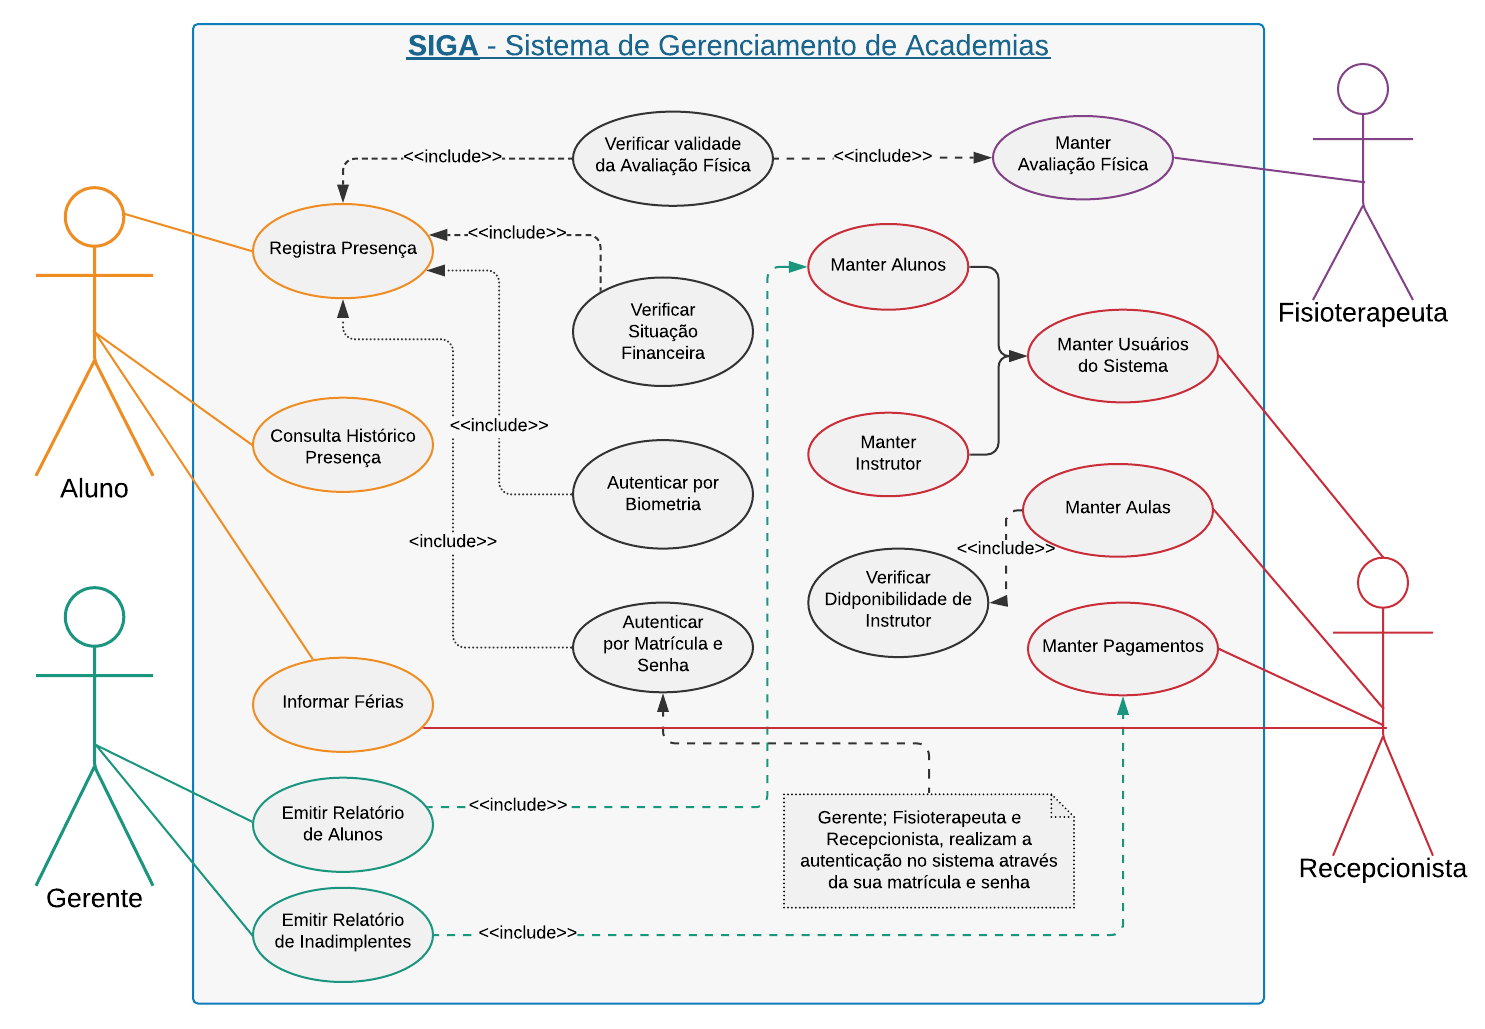 SIGA - Sistema de Gerenciamento de Academias
Verificar validade
da Avaliação Física
<<include>>
<<include>>
Manter
Avaliação Física
Registra Presença
<<include>>
Verificar
Situação
Financeira
Manter Alunos
Manter Usuários
do Sistema
Fisioterapeuta
Consulta Histórico
Presença
<<include>>
Manter
Instrutor
Aluno
Autenticar por
Biometria
Manter Aulas
<include>>
<<include>>
Verificar
Didponibilidade de
Instrutor
Autenticar
por Matrícula e
Senha
Manter Pagamentos
Informar Férias
Emitir Relatório
de Alunos
<<include>>
Gerente; Fisioterapeuta e
Recepcionista, realizam a
autenticação no sistema através
da sua matrícula e senha
Recepcionista
Gerente
Emitir Relatório
de Inadimplentes
<<include>>